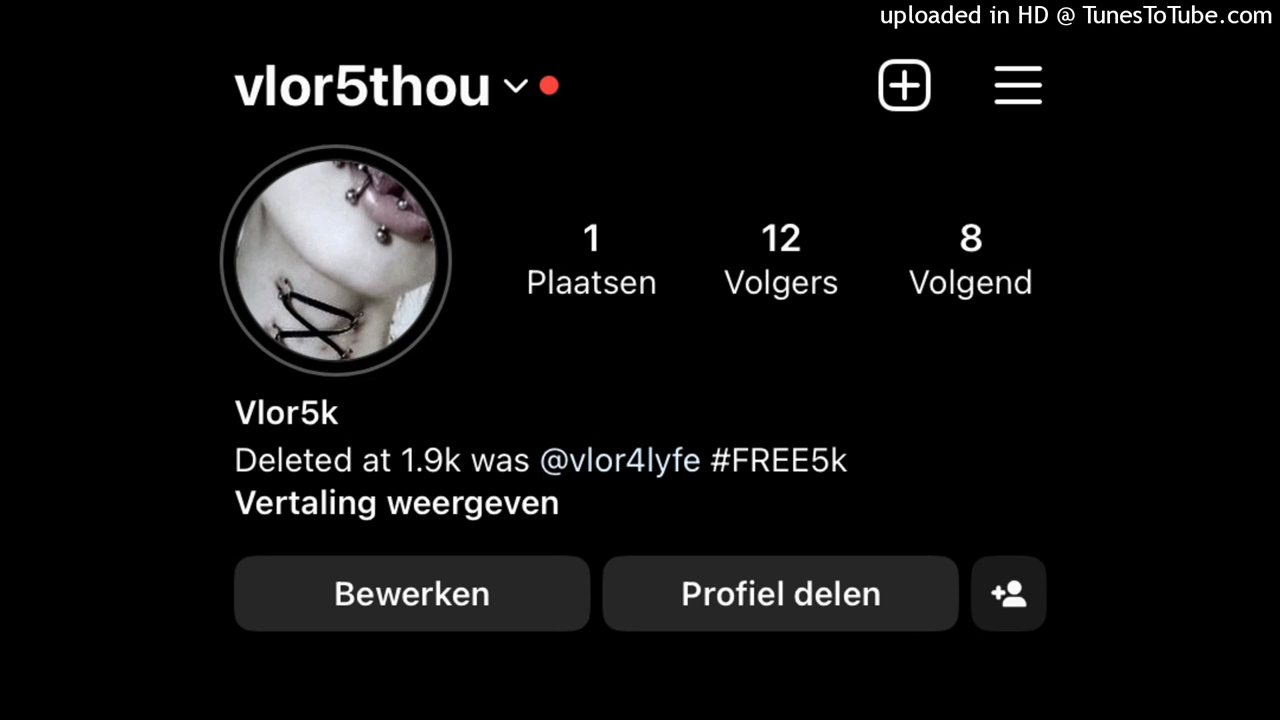 uploaded in HD @ TunesToTube.com
vlor5thou
1 12 8
Plaatsen Volgers Volgend
Vlor5k
Deleted at 1.9k was @vlor4lyfe #FREE5k
Vertaling weergeven
Bewerken Profiel delen